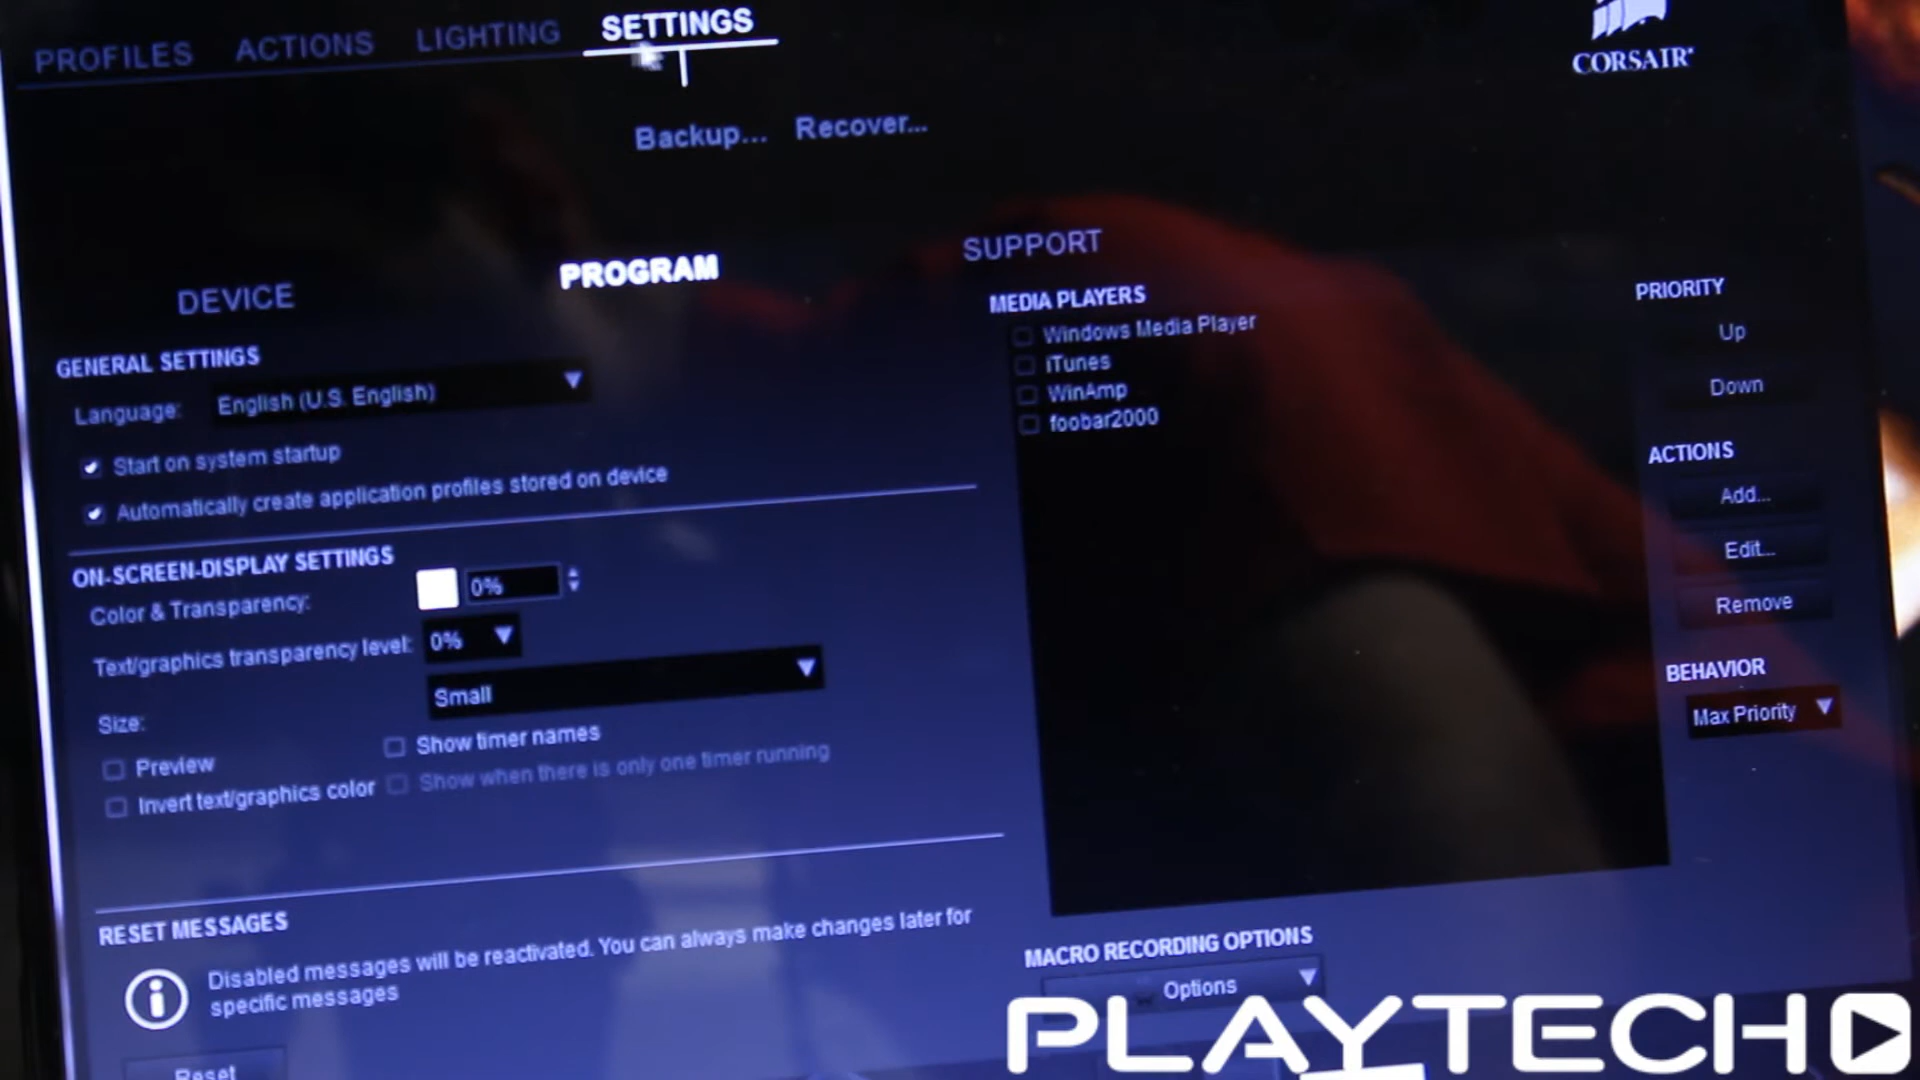 PROFILES ACTIONS LIGHTING SETTINGS
CORSAIR
Backup... Recover...
DEVICE PROGRAM SUPPORT
GENERAL SETTINGS
Language: English (U.S. English)
Start on system startup
Automatically create application profiles stored on device
ON-SCREEN-DISPLAY SETTINGS
Color & Transparency: 0%
Text/graphics transparency level: 0%
Size: Small
Preview Show timer names
Invert text/graphics color Show when there is only one timer running
RESET MESSAGES
Disabled messages will be reactivated. You can always make changes later for
specific messages
Reset
MEDIA PLAYERS
Windows Media Player
iTunes
WinAmp
foobar2000
PRIORITY
Up
Down
ACTIONS
Add...
Edit...
Remove
BEHAVIOR
Max Priority
MACRO RECORDING OPTIONS
Options
PLAYTECH